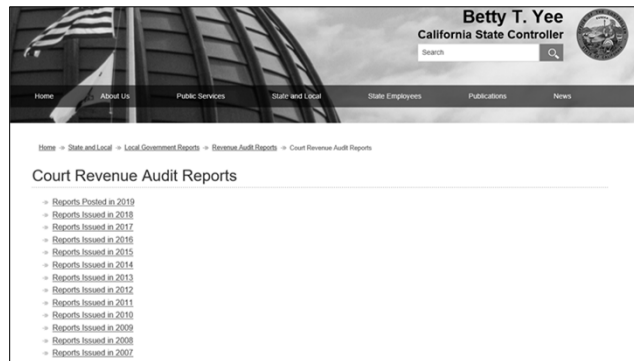 Betty T. Yee
California State Controller
Search
Home About Us Public Services State and Local State Employees Publications News
Home → State and Local → Local Government Reports → Revenue Audit Reports → Court Revenue Audit Reports
Court Revenue Audit Reports
Reports Posted in 2019
Reports Issued in 2018
Reports Issued in 2017
Reports Issued in 2016
Reports Issued in 2015
Reports Issued in 2014
Reports Issued in 2013
Reports Issued in 2012
Reports Issued in 2011
Reports Issued in 2010
Reports Issued in 2009
Reports Issued in 2008
Reports Issued in 2007